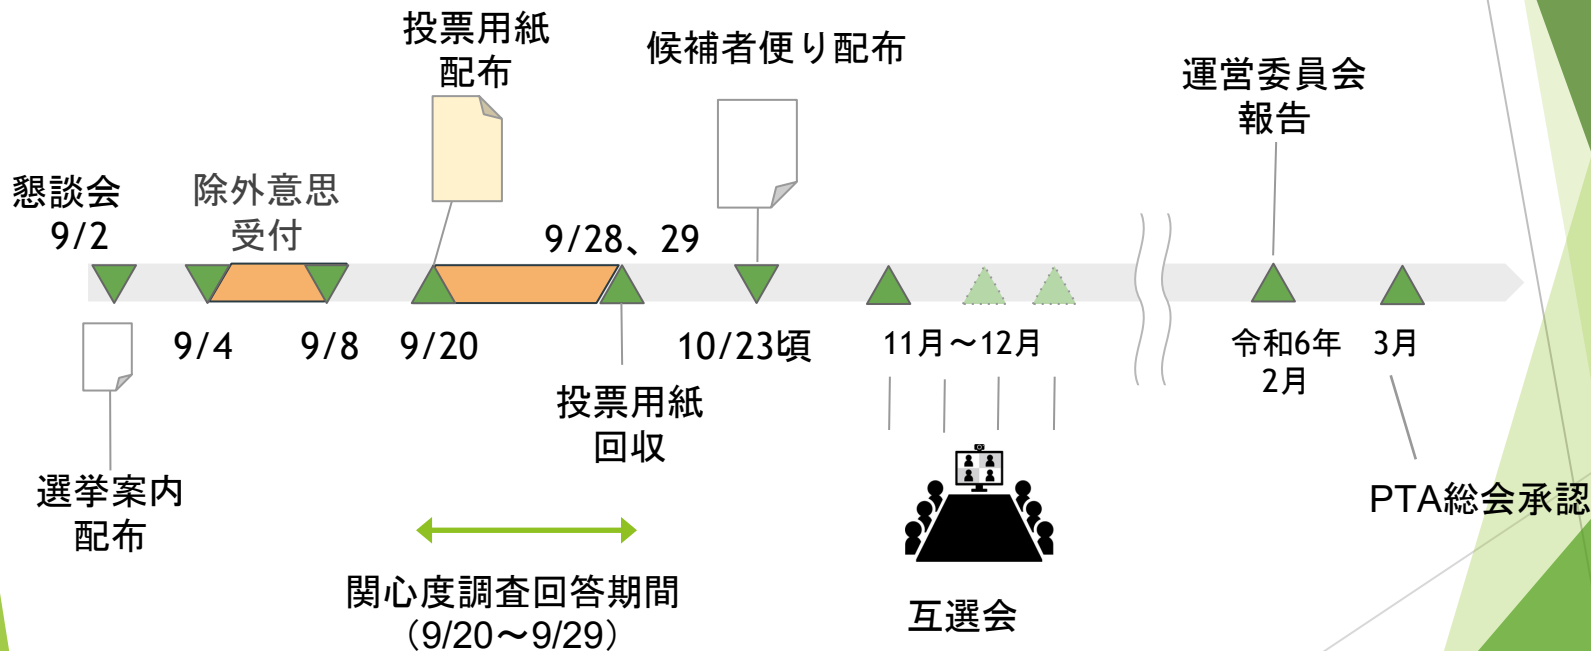 投票用紙
配布
候補者便り配布
運営委員会
報告
懇談会
9/2
除外意思
受付
9/28、29
9/4
9/8
9/20
10/23頃
11月～12月
令和6年
2月
3月
投票用紙
回収
選挙案内
配布
PTA総会承認
関心度調査回答期間
（9/20～9/29）
互選会